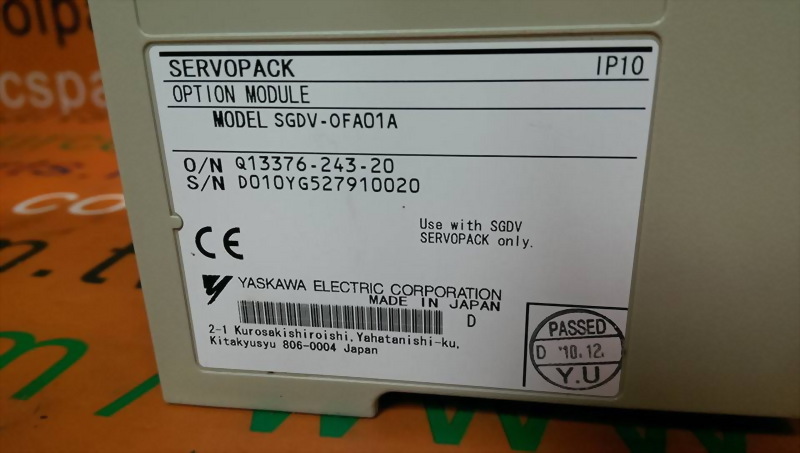 SERVOPACK IP10
OPTION MODULE
MODEL SGDV-OFA01A
O/N Q13376-243-20
S/N D010YG527910020
Use with SGDV
SERVOPACK only.
CE
YASKAWA ELECTRIC CORPORATION
MADE IN JAPAN
D
2-1 Kurosakishiroishi, Yahatanishi-ku,
Kitakyusyu 806-0004 Japan
PASSED
D '10.12.
Y.U